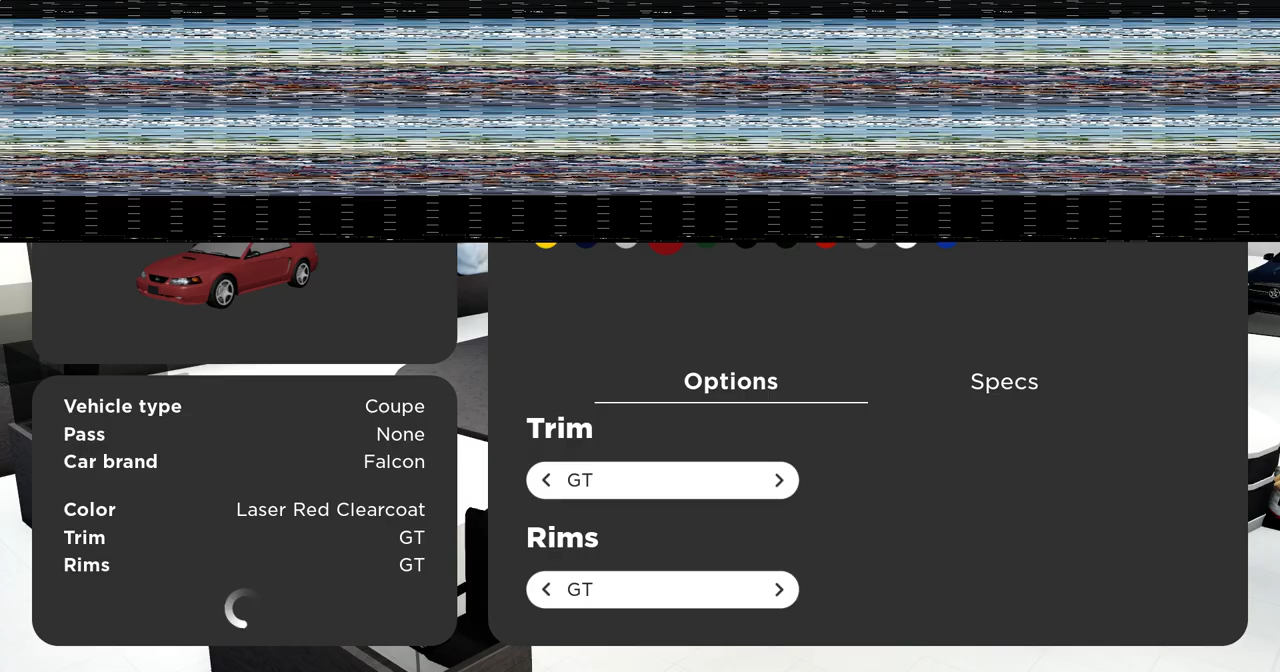 Vehicle type Coupe
Pass None
Car brand Falcon
Color Laser Red Clearcoat
Trim GT
Rims GT
Options Specs
Trim
GT
Rims
GT